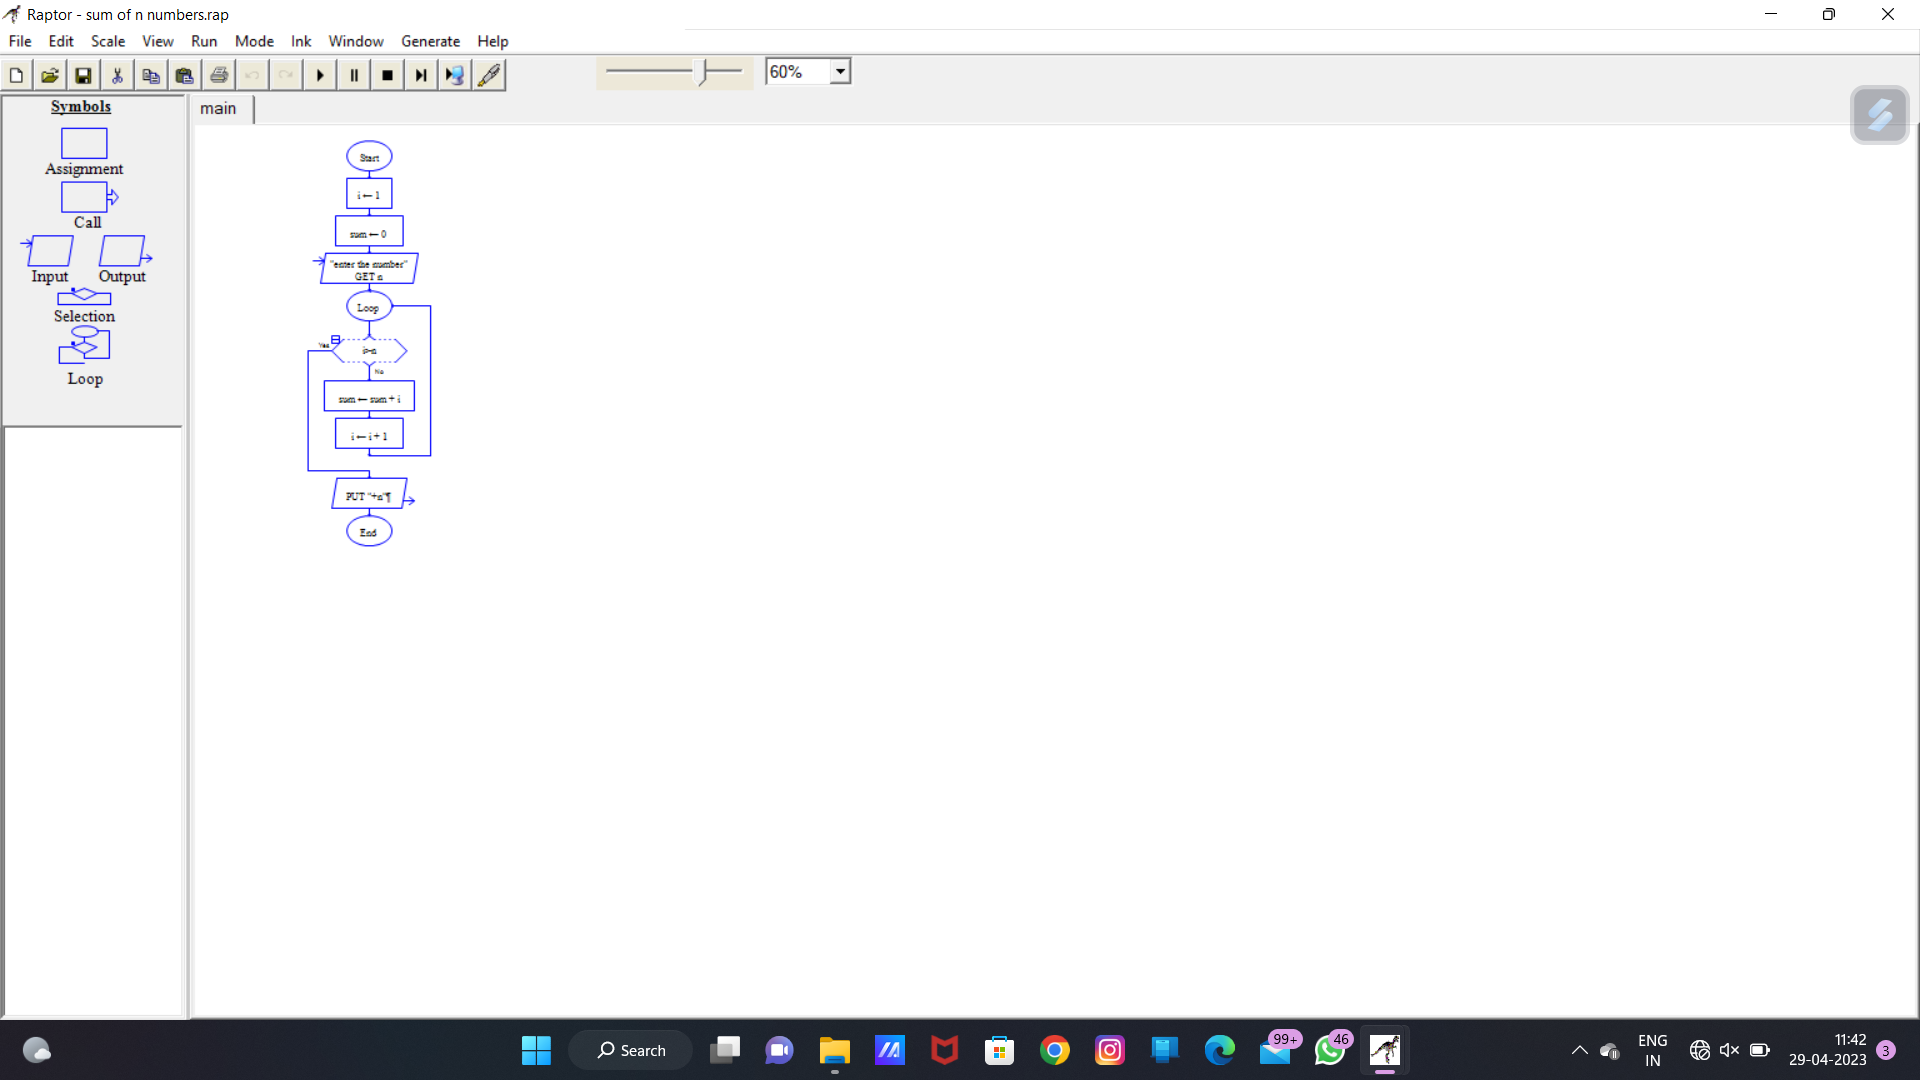 Raptor - sum of n numbers.rap
File Edit Scale View Run Mode Ink Window Generate Help
60%
Symbols
main
Assignment
Call
Input Output
Selection
Loop
Start
i ← 1
sum ← 0
"enter the number"
GET n
Loop
Yes
No
sum ← sum + i
i ← i + 1
PUT "+n"¶
End
Search
99+
46
ENG
IN
11:42
29-04-2023
3